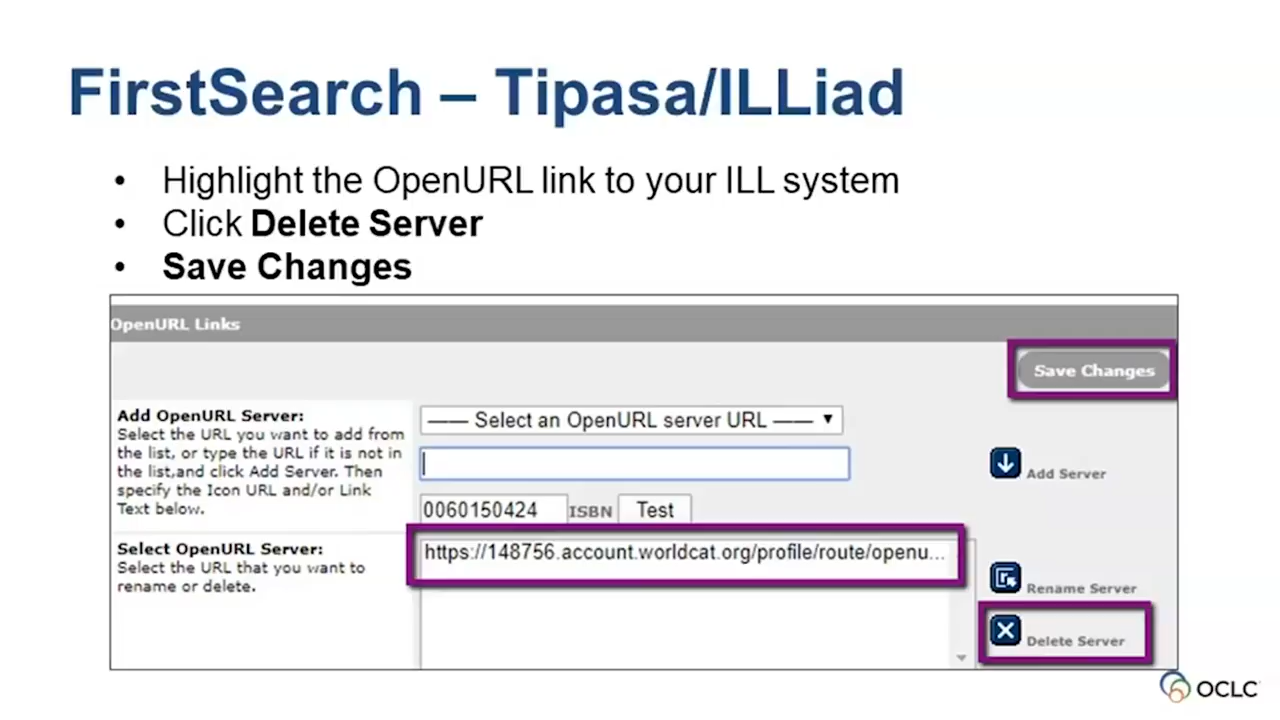 FirstSearch – Tipasa/ILLiad
• Highlight the OpenURL link to your ILL system
• Click Delete Server
• Save Changes
OpenURL Links
Save Changes
Add OpenURL Server:
Select the URL you want to add from
the list, or type the URL if it is not in
the list,and click Add Server. Then
specify the Icon URL and/or Link
Text below.
—— Select an OpenURL server URL ——
Add Server
0060150424 ISBN Test
Select OpenURL Server:
Select the URL that you want to
rename or delete.
https://148756.account.worldcat.org/profile/route/openu...
Rename Server
Delete Server
OCLC